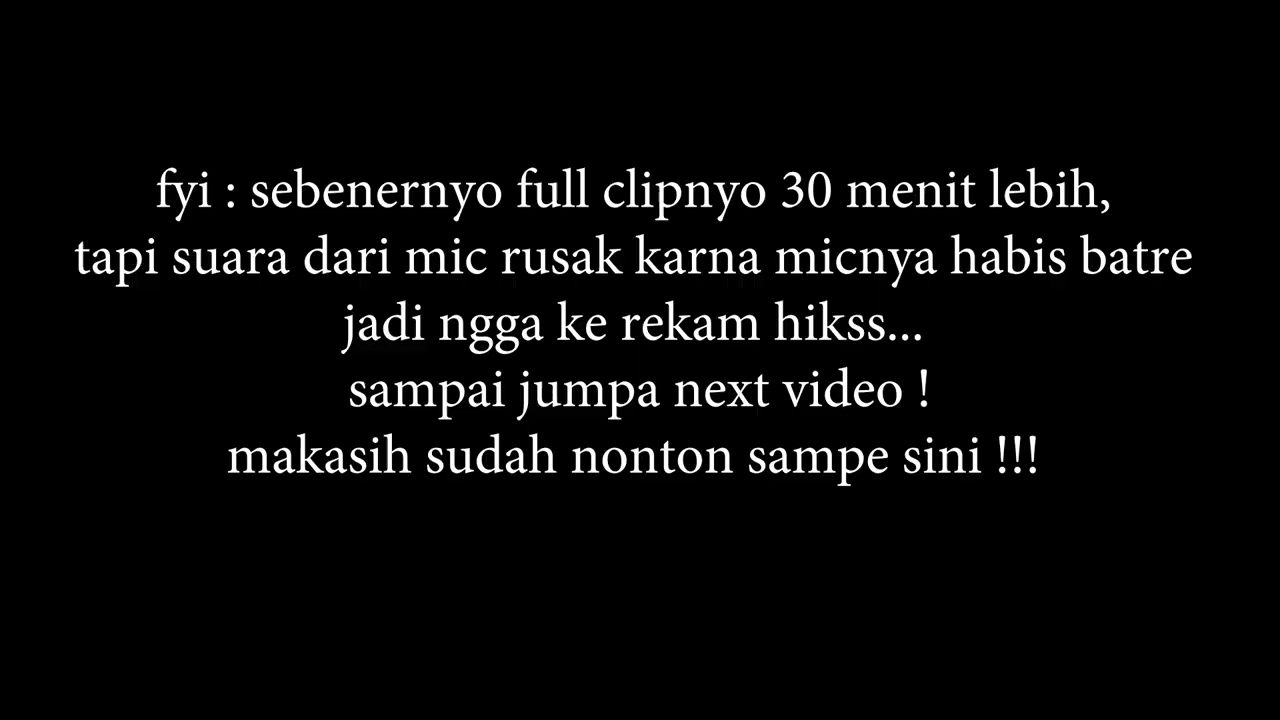 fyi : sebenernyo full clipnyo 30 menit lebih,
tapi suara dari mic rusak karna micnya habis batre
jadi ngga ke rekam hikss...
sampai jumpa next video !
makasih sudah nonton sampe sini !!!